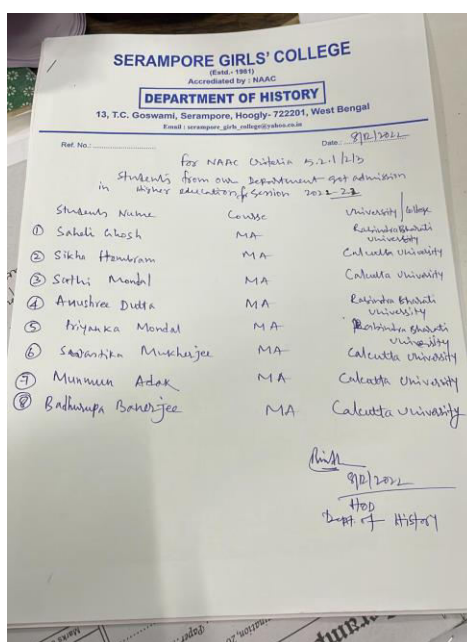 SERAMPORE GIRLS' COLLEGE
(Estd.- 1981)
Accredited by : NAAC
DEPARTMENT OF HISTORY
13, T.C. Goswami, Serampore, Hoogly- 722201, West Bengal
Email : serampore_girls_college@yahoo.co.in
Ref. No.: Date: 8/12/2022
For NAAC Criteria 5.2.1/2/3
Students from our Department got admission
in Higher education, for Session 2022-23
Students Name Course University/College
① Saheli Ghosh MA Rabindra Bharati University
② Sikha Hembram MA Calcutta University
③ Sathi Mondal MA Calcutta University
④ Anushree Dutta MA Rabindra Bharati University
⑤ Priyanka Mondal MA Rabindra Bharati University
⑥ Mukherjee MA Calcutta University
⑦ Munmun Adak MA Calcutta University
⑧ Banerjee MA Calcutta University
8/12/2022
HOD
Dept. of History